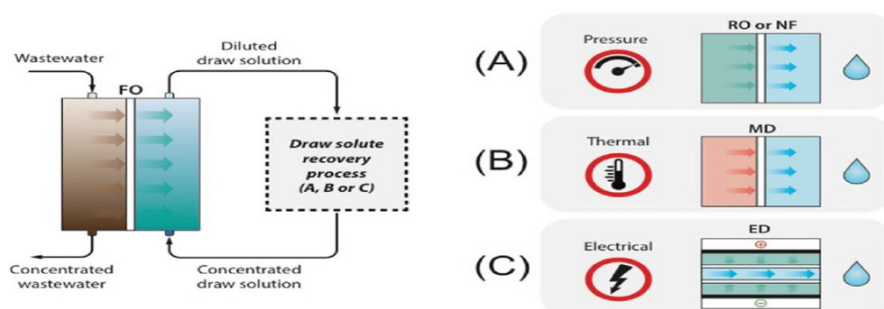 Wastewater
Diluted
draw solution
FO
Draw solute
recovery
process
(A, B or C)
Concentrated
wastewater
Concentrated
draw solution
(A)
Pressure
RO or NF
(B)
Thermal
MD
(C)
Electrical
ED
+
−